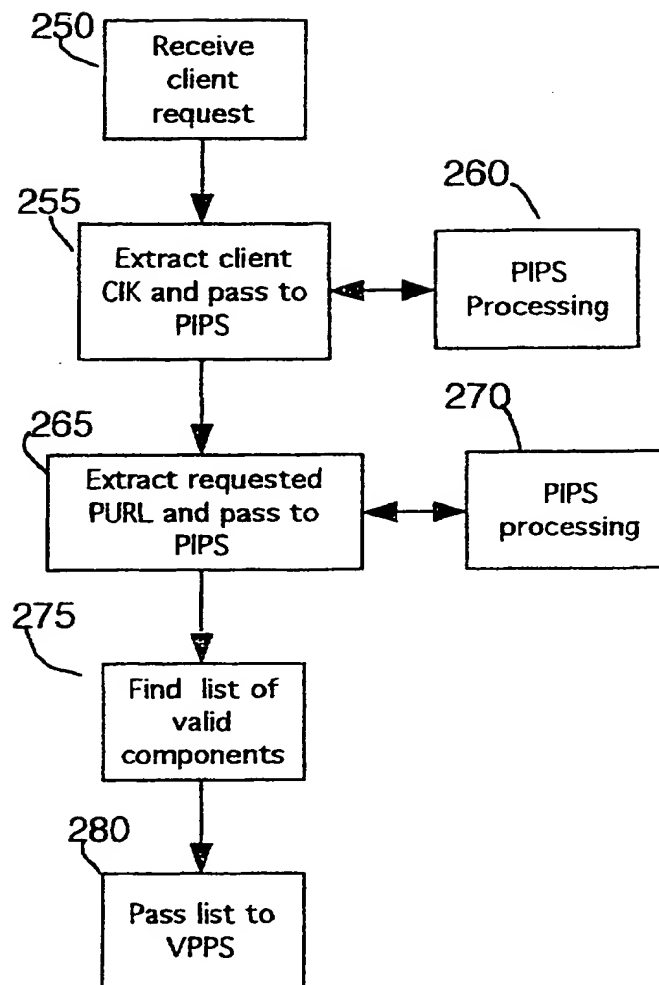 250
Receive
client
request
255
Extract client
CIK and pass to
PIPS
260
PIPS
Processing
265
Extract requested
PURL and pass to
PIPS
270
PIPS
processing
275
Find list of
valid
components
280
Pass list to
VPPS